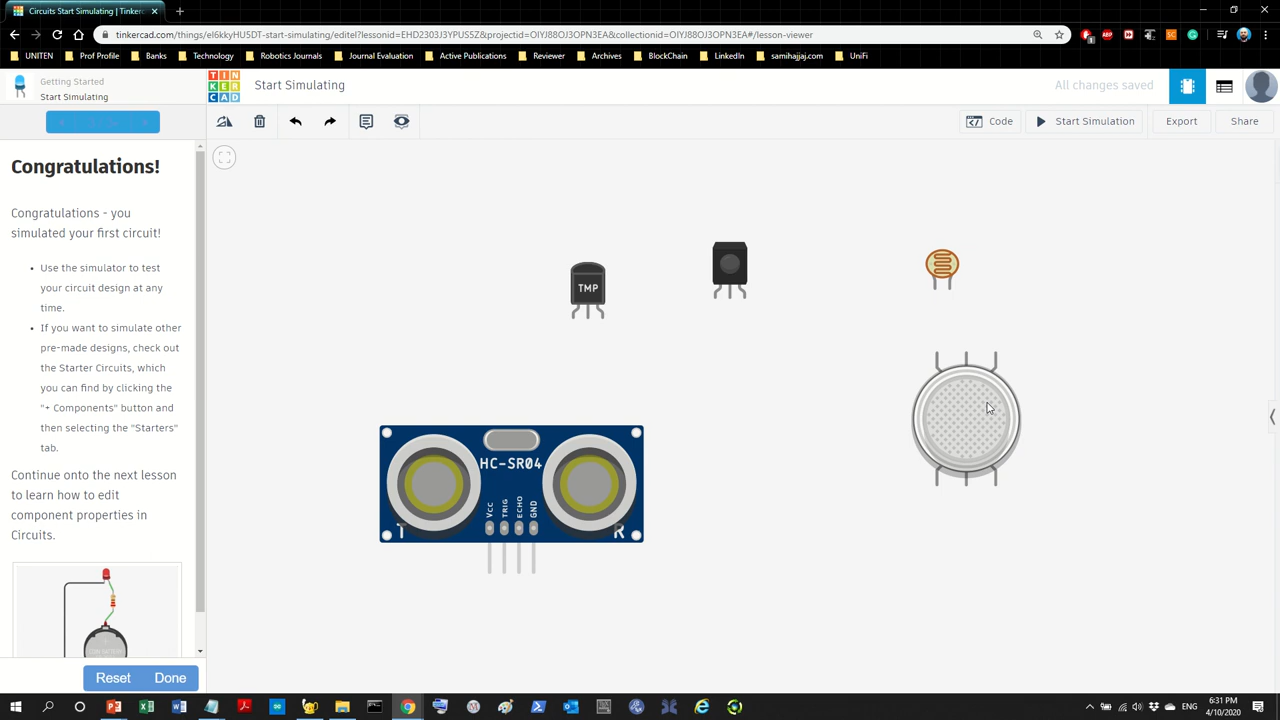 Circuits Start Simulating | Tinker
tinkercad.com/things/el6kkyHU5DT-start-simulating/editel?lessonid=EHD2303J3YPUS5Z&projectid=OIYJ88OJ3OPN3EA&collectionid=OIYJ88OJ3OPN3EA#/lesson-viewer
UNITEN Prof Profile Banks Technology Robotics Journals Journal Evaluation Active Publications Reviewer Archives BlockChain LinkedIn samihajjaj.com UniFi
Getting Started
Start Simulating
TINKERCAD
Start Simulating
All changes saved
Code
Start Simulation
Export
Share
Congratulations!
Congratulations - you
simulated your first circuit!
Use the simulator to test
your circuit design at any
time.
If you want to simulate other
pre-made designs, check out
the Starter Circuits, which
you can find by clicking the
"+ Components" button and
then selecting the "Starters"
tab.
Continue onto the next lesson
to learn how to edit
component properties in
Circuits.
Reset
Done
TMP
HC-SR04
Vcc
TRIG
ECHO
GND
T
R
ENG
6:31 PM
4/10/2020